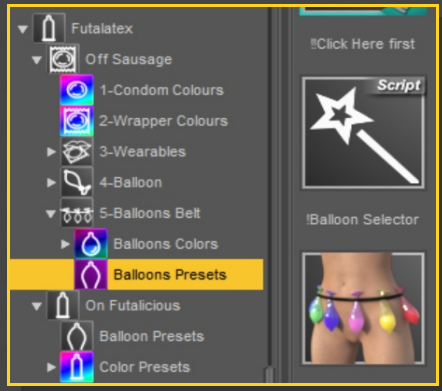 Futalatex
Off Sausage
1-Condom Colours
2-Wrapper Colours
3-Wearables
4-Balloon
5-Balloons Belt
Balloons Colors
Balloons Presets
On Futalicious
Balloon Presets
Color Presets
!!Click Here first
Script
!Balloon Selector